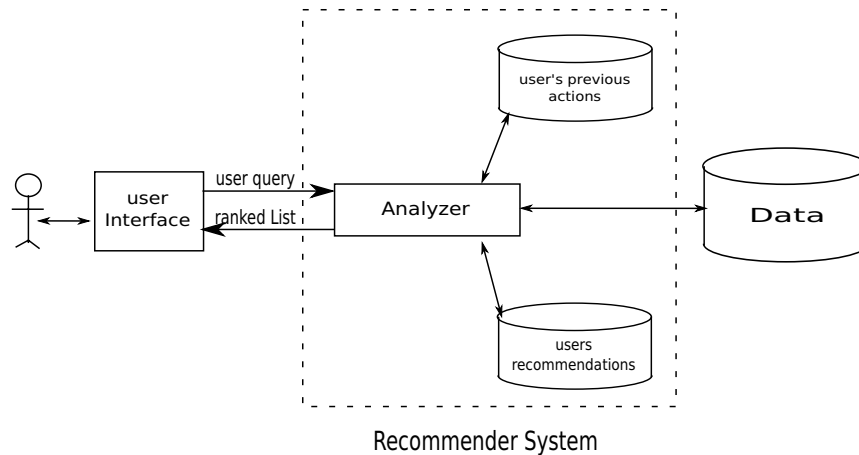 user's previous
actions
user query
user
Interface
ranked List
Analyzer
Data
users
recommendations
Recommender System